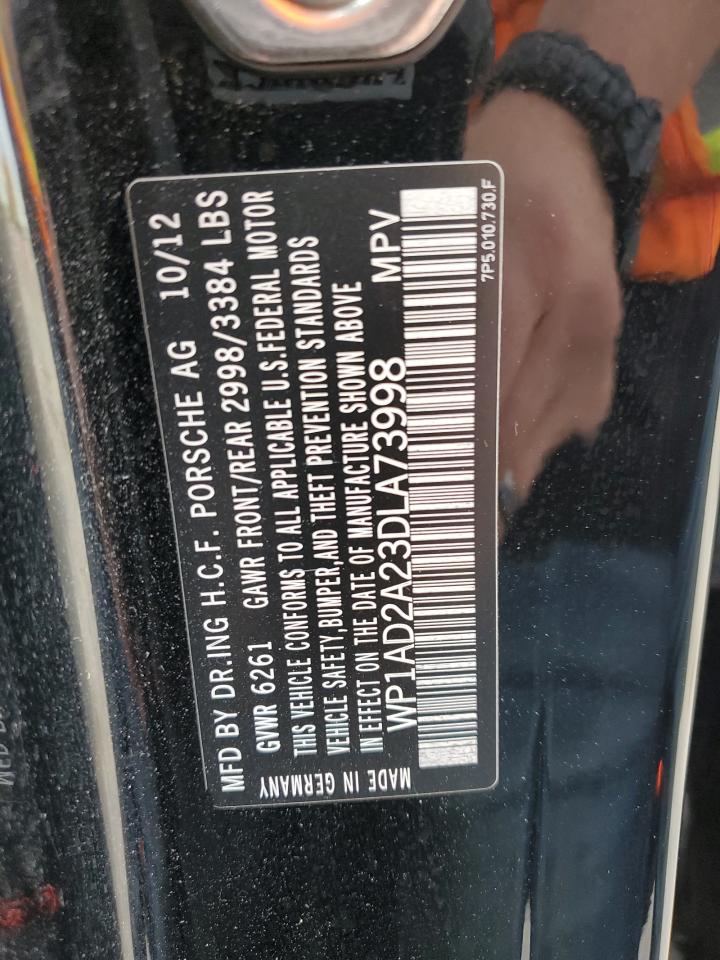 MFD BY DR.ING H.C.F. PORSCHE AG 10/12
GVWR 6261 GAWR FRONT/REAR 2998/3384 LBS
THIS VEHICLE CONFORMS TO ALL APPLICABLE U.S.FEDERAL MOTOR
VEHICLE SAFETY,BUMPER,AND THEFT PREVENTION STANDARDS
IN EFFECT ON THE DATE OF MANUFACTURE SHOWN ABOVE
WP1AD2A23DLA73998 MPV
MADE IN GERMANY
7P5.010.730.F